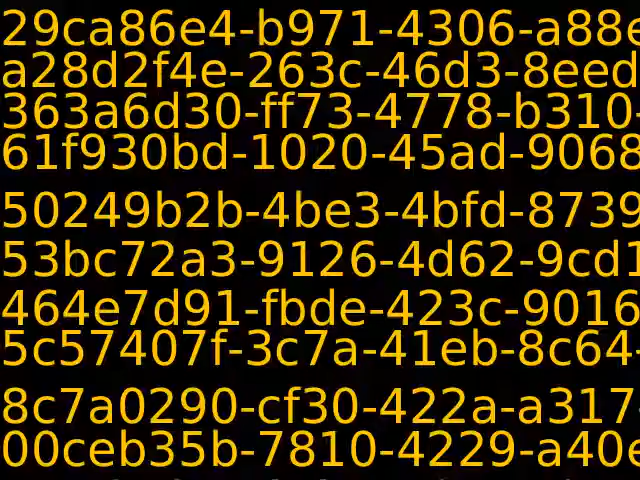 29ca86e4-b971-4306-a88e
a28d2f4e-263c-46d3-8eed
363a6d30-ff73-4778-b310-
61f930bd-1020-45ad-9068
50249b2b-4be3-4bfd-8739
53bc72a3-9126-4d62-9cd1
464e7d91-fbde-423c-9016
5c57407f-3c7a-41eb-8c64-
8c7a0290-cf30-422a-a317-
00ceb35b-7810-4229-a40e